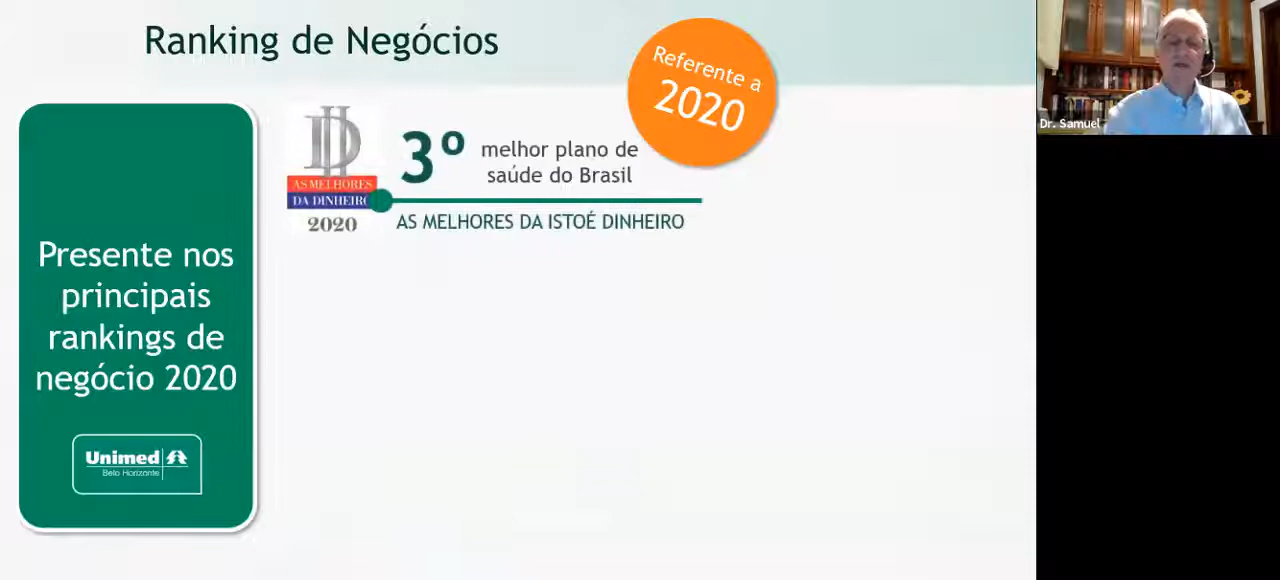 Ranking de Negócios
Referente a
2020
Dr. Samuel
AS MELHORES
DA DINHEIRO
2020
3º
melhor plano de
saúde do Brasil
AS MELHORES DA ISTOÉ DINHEIRO
Presente nos
principais
rankings de
negócio 2020
Unimed
Belo Horizonte